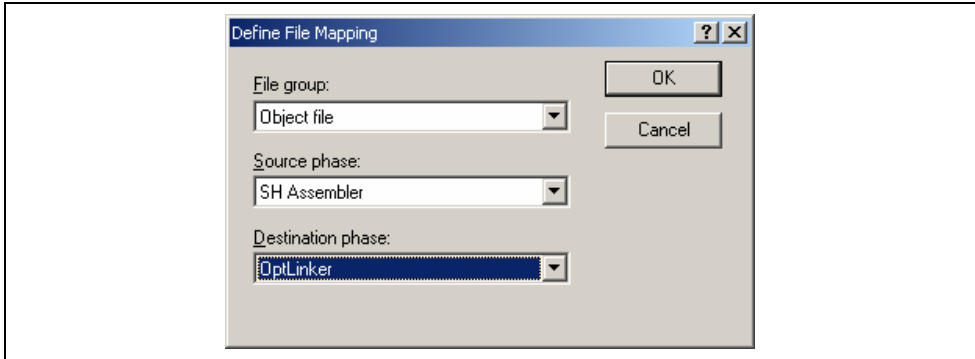 Define File Mapping
File group:
Object file
Source phase:
SH Assembler
Destination phase:
OptLinker
OK
Cancel